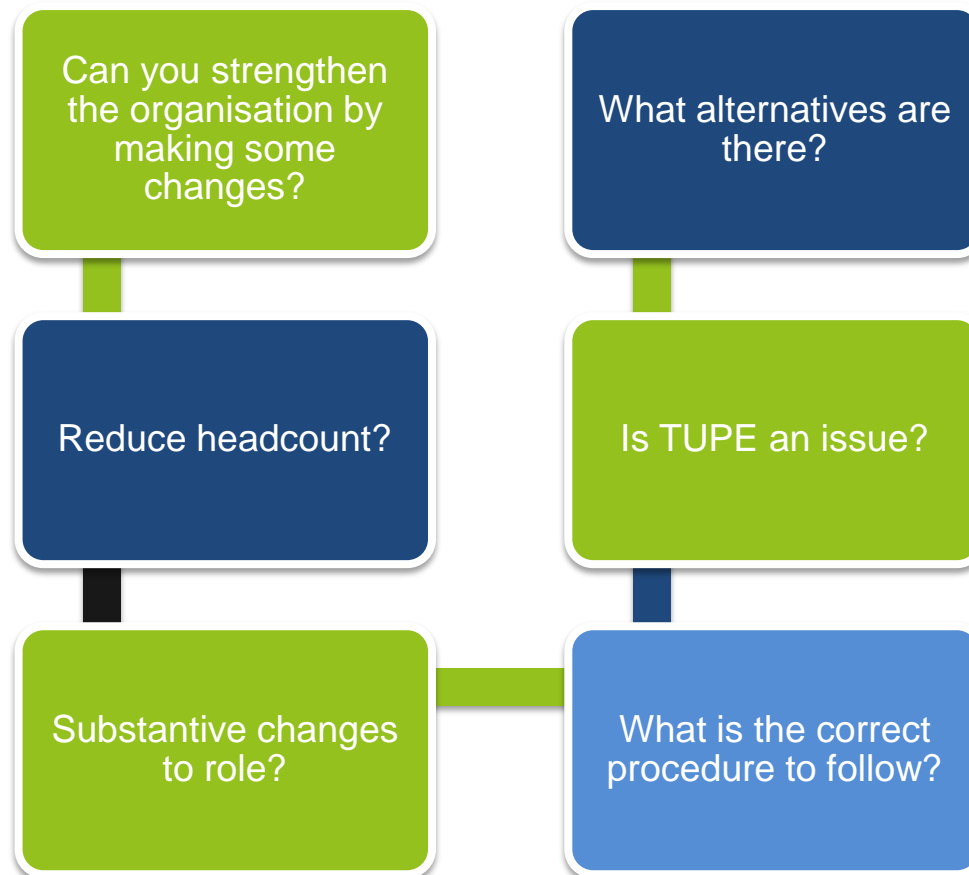 Can you strengthen
the organisation by
making some
changes?
Reduce headcount?
Substantive changes
to role?
What is the correct
procedure to follow?
Is TUPE an issue?
What alternatives are
there?